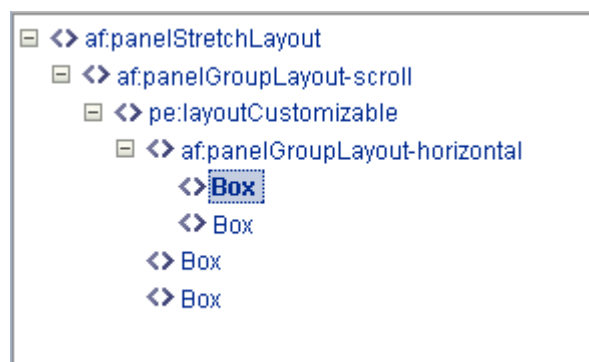 af:panelStretchLayout
af:panelGroupLayout-scroll
pe:layoutCustomizable
af:panelGroupLayout-horizontal
Box
Box
Box
Box